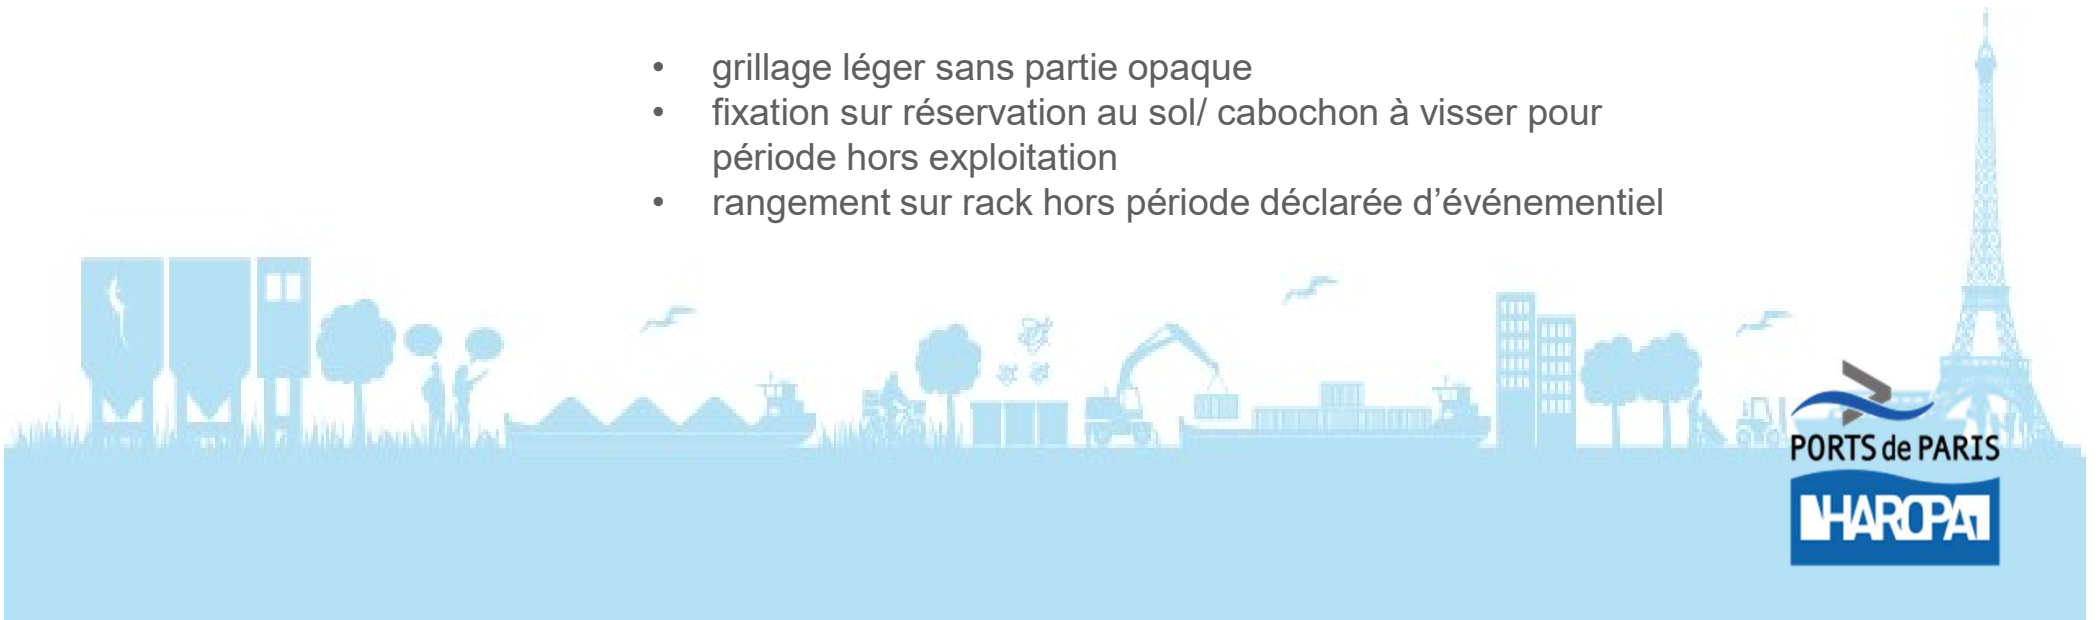 • grillage léger sans partie opaque
• fixation sur réservation au sol/ cabochon à visser pour
période hors exploitation
• rangement sur rack hors période déclarée d’événementiel
PORTS de PARIS
HAROPA